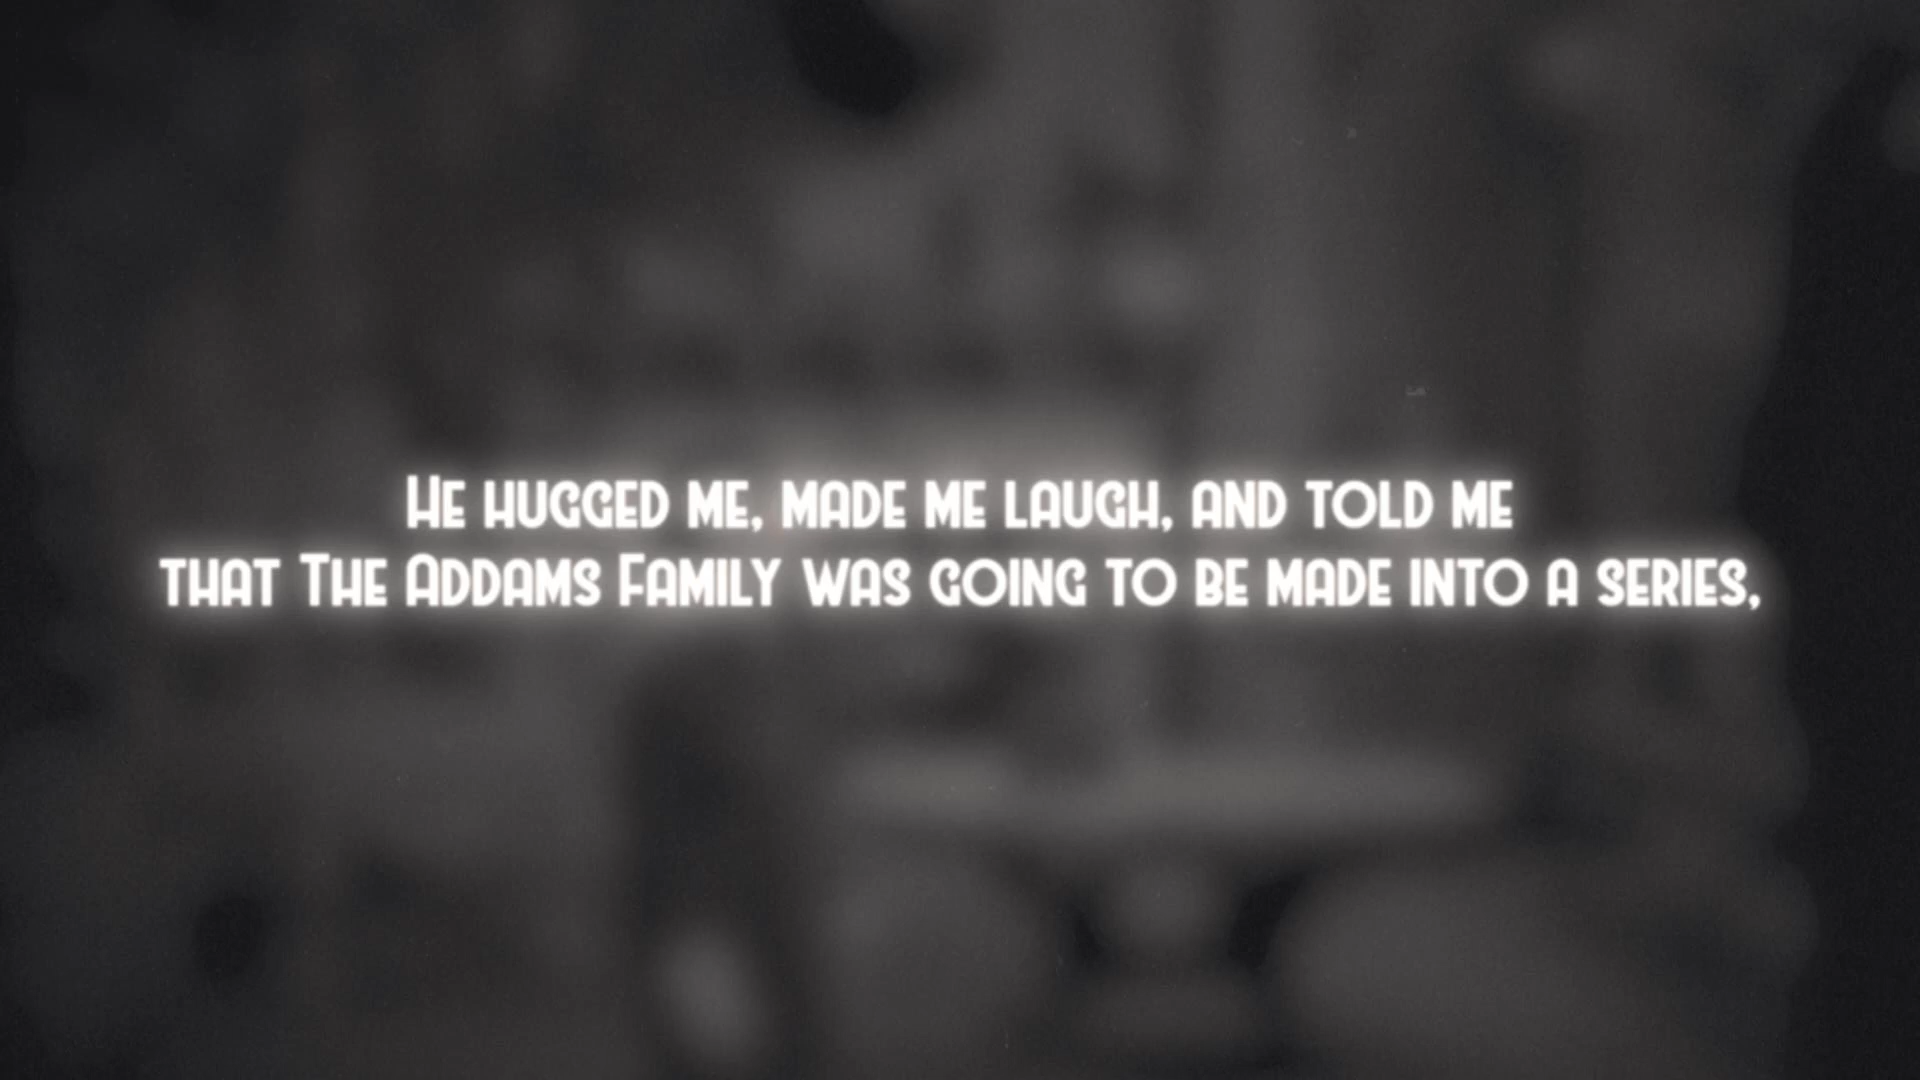 He hugged me, made me laugh, and told me
that The Addams Family was going to be made into a series,